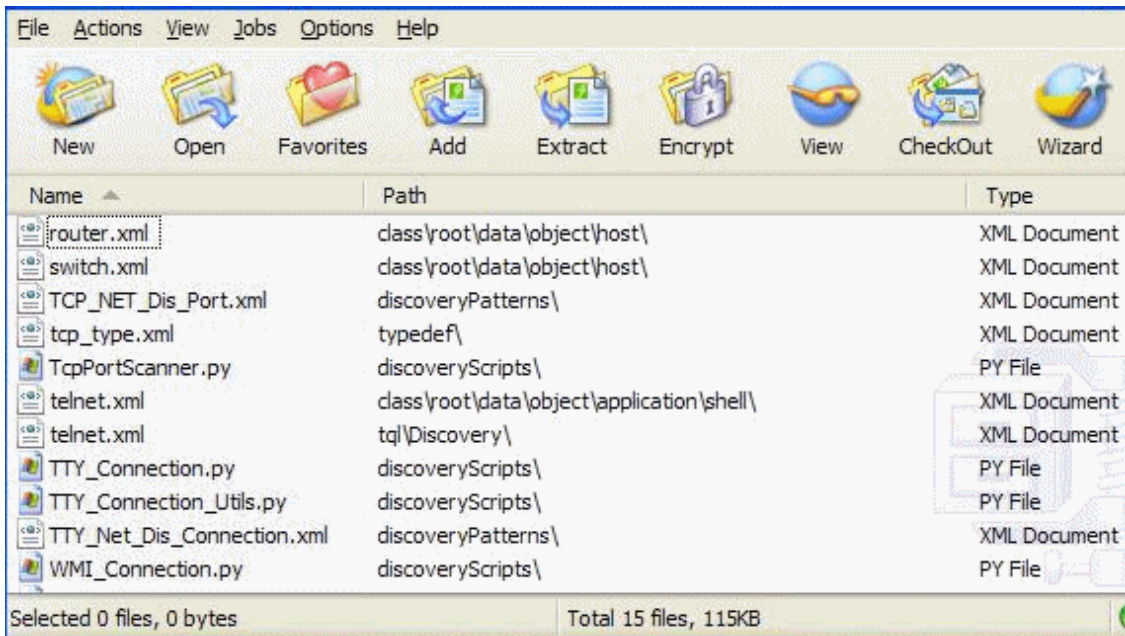 File Actions View Jobs Options Help
New Open Favorites Add Extract Encrypt View CheckOut Wizard
Name Path Type
router.xml class\root\data\object\host\ XML Document
switch.xml class\root\data\object\host\ XML Document
TCP_NET_Dis_Port.xml discoveryPatterns\ XML Document
tcp_type.xml typedef\ XML Document
TcpPortScanner.py discoveryScripts\ PY File
telnet.xml class\root\data\object\application\shell\ XML Document
telnet.xml tql\Discovery\ XML Document
TTY_Connection.py discoveryScripts\ PY File
TTY_Connection_Utils.py discoveryScripts\ PY File
TTY_Net_Dis_Connection.xml discoveryPatterns\ XML Document
WMI_Connection.py discoveryScripts\ PY File
Selected 0 files, 0 bytes Total 15 files, 115KB